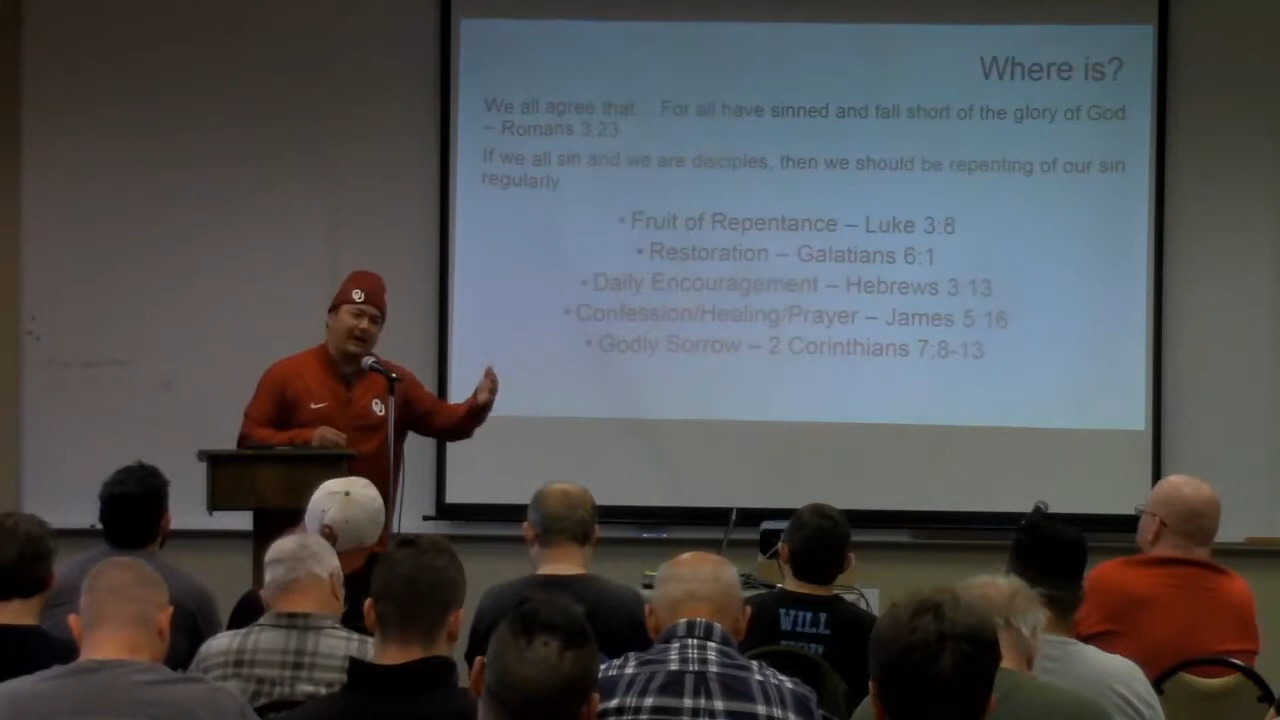 Where is?
We all agree that... For all have sinned and fall short of the glory of God
– Romans 3:23
If we all sin and we are disciples, then we should be repenting of our sin
regularly
• Fruit of Repentance – Luke 3:8
• Restoration – Galatians 6:1
• Daily Encouragement – Hebrews 3:13
• Confession/Healing/Prayer – James 5:16
• Godly Sorrow – 2 Corinthians 7:8-13
OU
OU
WILL